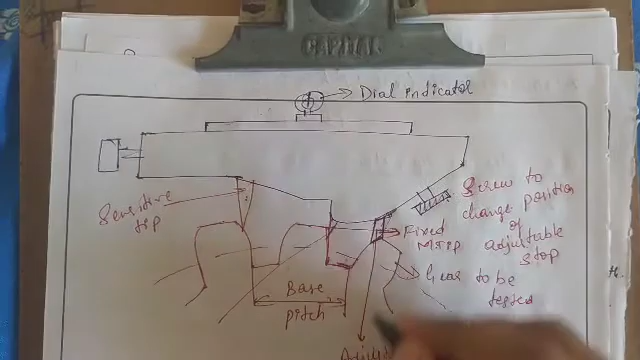 CAPITAL
Dial indicator
Sensitive
tip
Screw to
change position
of
adjustable
stop
Fixed
Gear to be
tested
Base
pitch